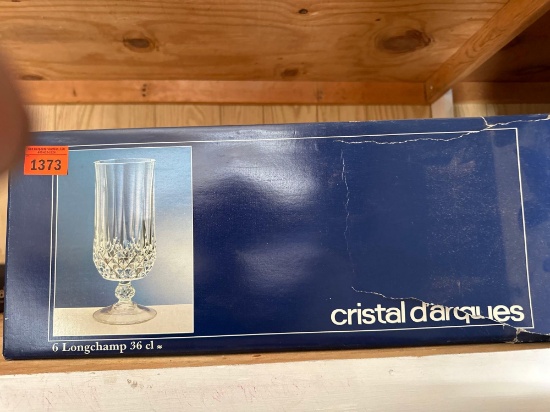 1373
6 Longchamp 36 cl ≈
cristal d'arques